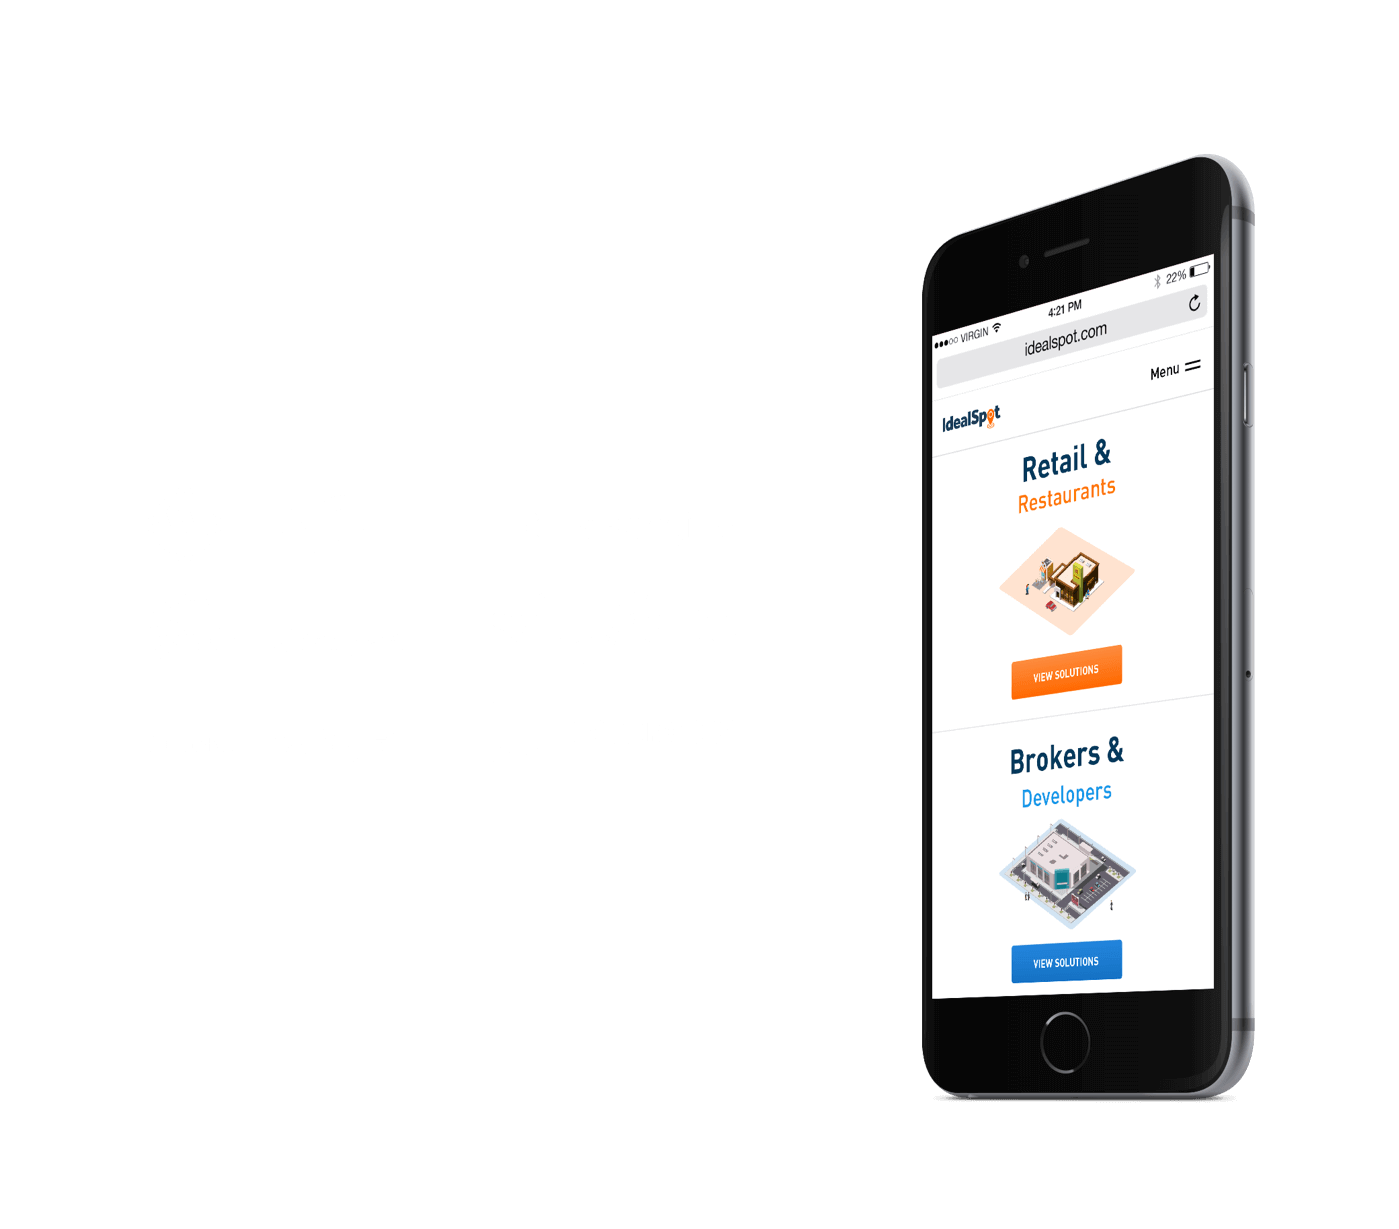 VIRGIN 4:21 PM 22%
idealspot.com
Menu
IdealSpot
Retail &
Restaurants
VIEW SOLUTIONS
Brokers &
Developers
VIEW SOLUTIONS